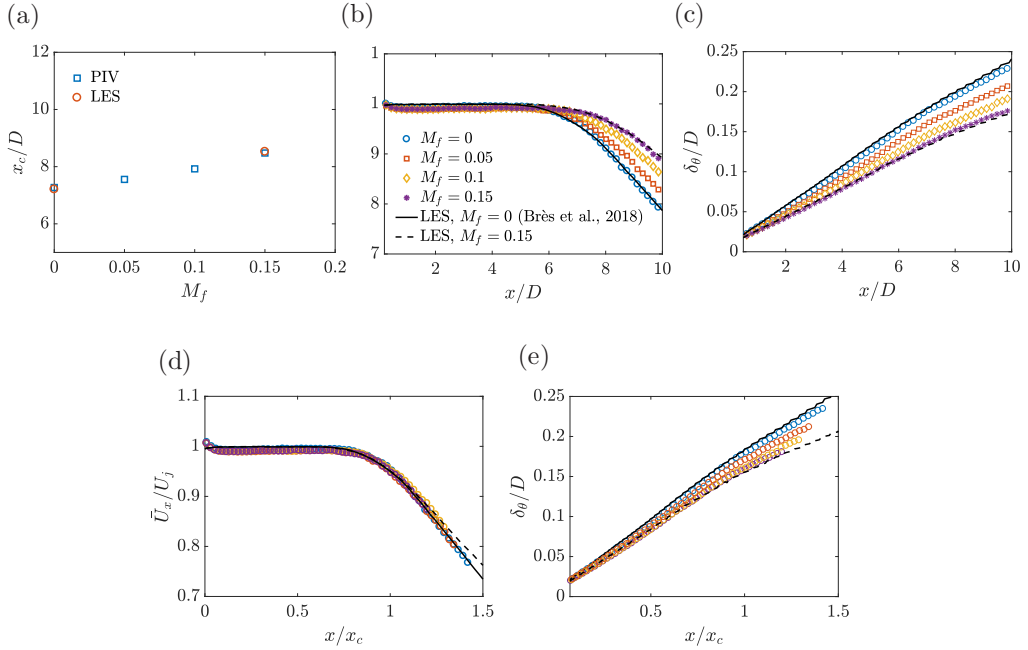 (a)
12
10
8
6
x_c/D
PIV
LES
0
0.05
0.1
0.15
0.2
M_f
(b)
1
1
9
8
7
M_f = 0
M_f = 0.05
M_f = 0.1
M_f = 0.15
LES, M_f = 0 (Brès et al., 2018)
LES, M_f = 0.15
2
4
6
8
10
x/D
(c)
0.25
0.2
0.15
0.1
0.05
0
δ_θ/D
2
4
6
8
10
x/D
(d)
1.1
1
0.9
0.8
0.7
Ū_x/U_j
0
0.5
1
1.5
x/x_c
(e)
0.25
0.2
0.15
0.1
0.05
0
δ_θ/D
0.5
1
1.5
x/x_c